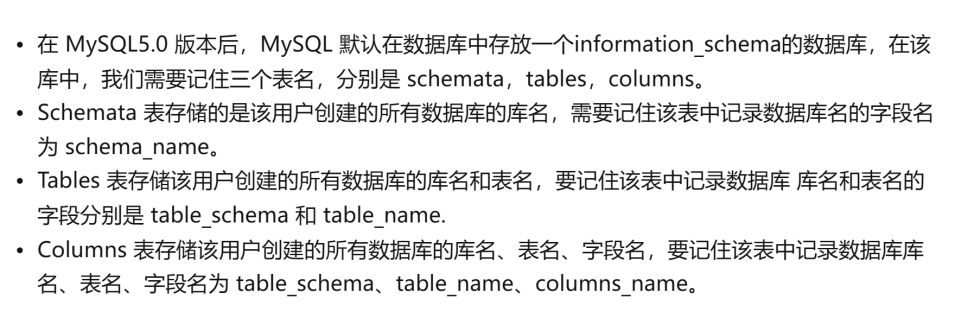 • 在 MySQL5.0 版本后，MySQL 默认在数据库中存放一个information_schema的数据库，在该
库中，我们需要记住三个表名，分别是 schemata，tables，columns。
• Schemata 表存储的是该用户创建的所有数据库的库名，需要记住该表中记录数据库名的字段名
为 schema_name。
• Tables 表存储该用户创建的所有数据库的库名和表名，要记住该表中记录数据库 库名和表名的
字段分别是 table_schema 和 table_name.
• Columns 表存储该用户创建的所有数据库的库名、表名、字段名，要记住该表中记录数据库库
名、表名、字段名为 table_schema、table_name、columns_name。